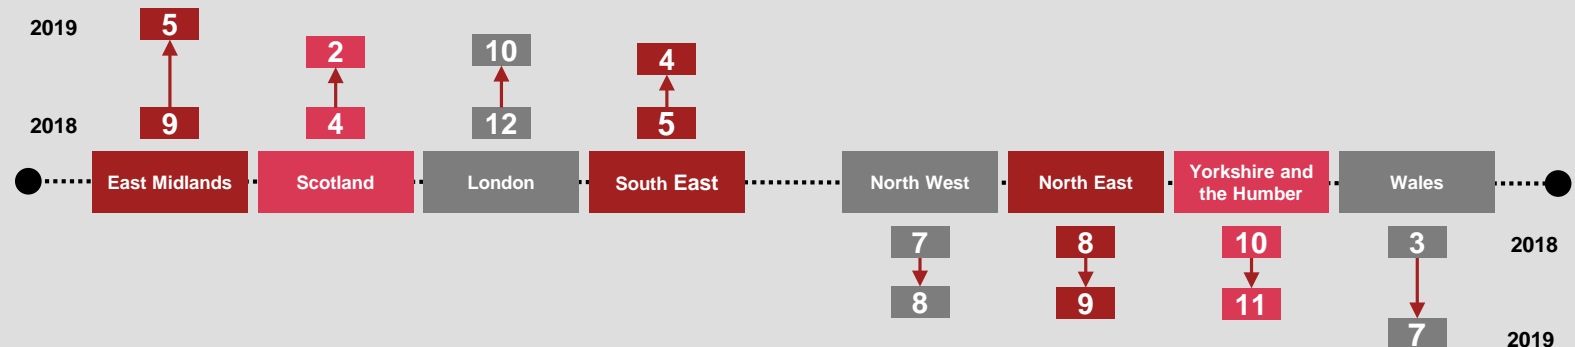 2019
5
2
10
4
2018
9
4
12
5
East Midlands
Scotland
London
South East
North West
North East
Yorkshire and
the Humber
Wales
7
8
10
3
2018
8
9
11
7
2019